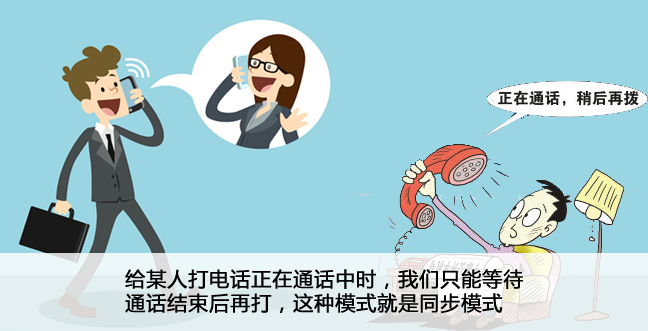 正在通话，稍后再拨
给某人打电话正在通话中时，我们只能等待
通话结束后再打，这种模式就是同步模式